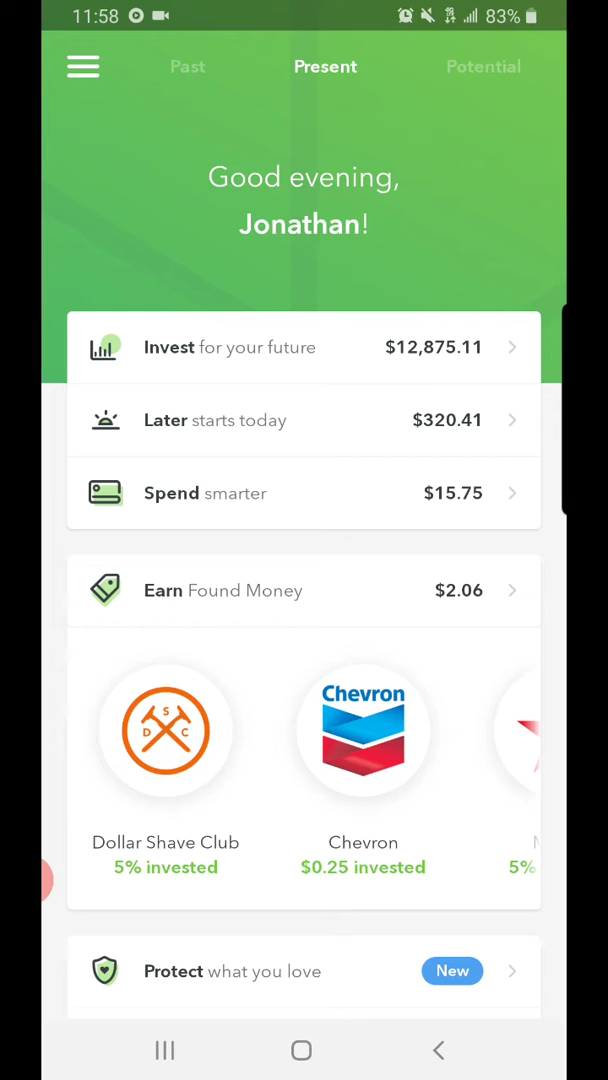 11:58 83%
Past Present Potential
Good evening,
Jonathan!
Invest for your future $12,875.11
Later starts today $320.41
Spend smarter $15.75
Earn Found Money $2.06
D S C
Chevron
Dollar Shave Club Chevron
5% invested $0.25 invested 5%
Protect what you love New